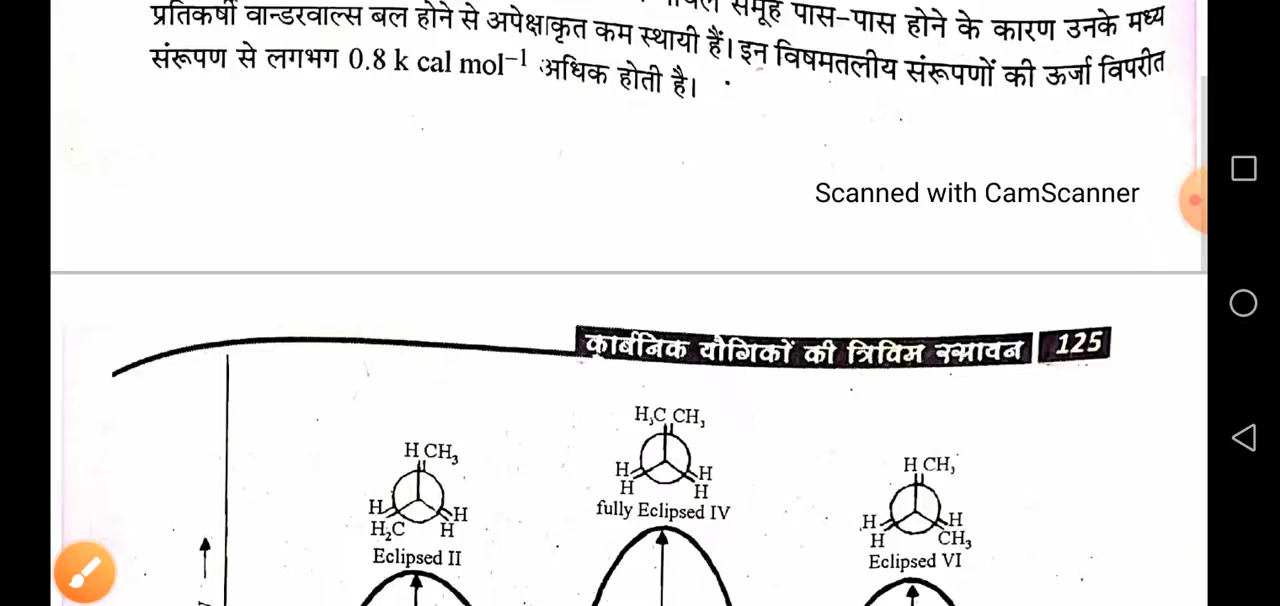 समूह पास-पास होने के कारण उनके मध्य
प्रतिकर्षी वान्डरवाल्स बल होने से अपेक्षाकृत कम स्थायी हैं। इन विषमतलीय संरूपणों की ऊर्जा विपरीत
संरूपण से लगभग 0.8 k cal mol⁻¹ अधिक होती है।
Scanned with CamScanner
कार्बनिक यौगिकों की त्रिविम रसायन 125
H₃C CH₃
H CH₃
H CH₃
H H
H H
fully Eclipsed IV
H H
H₂C H
Eclipsed II
H H
H CH₃
Eclipsed VI